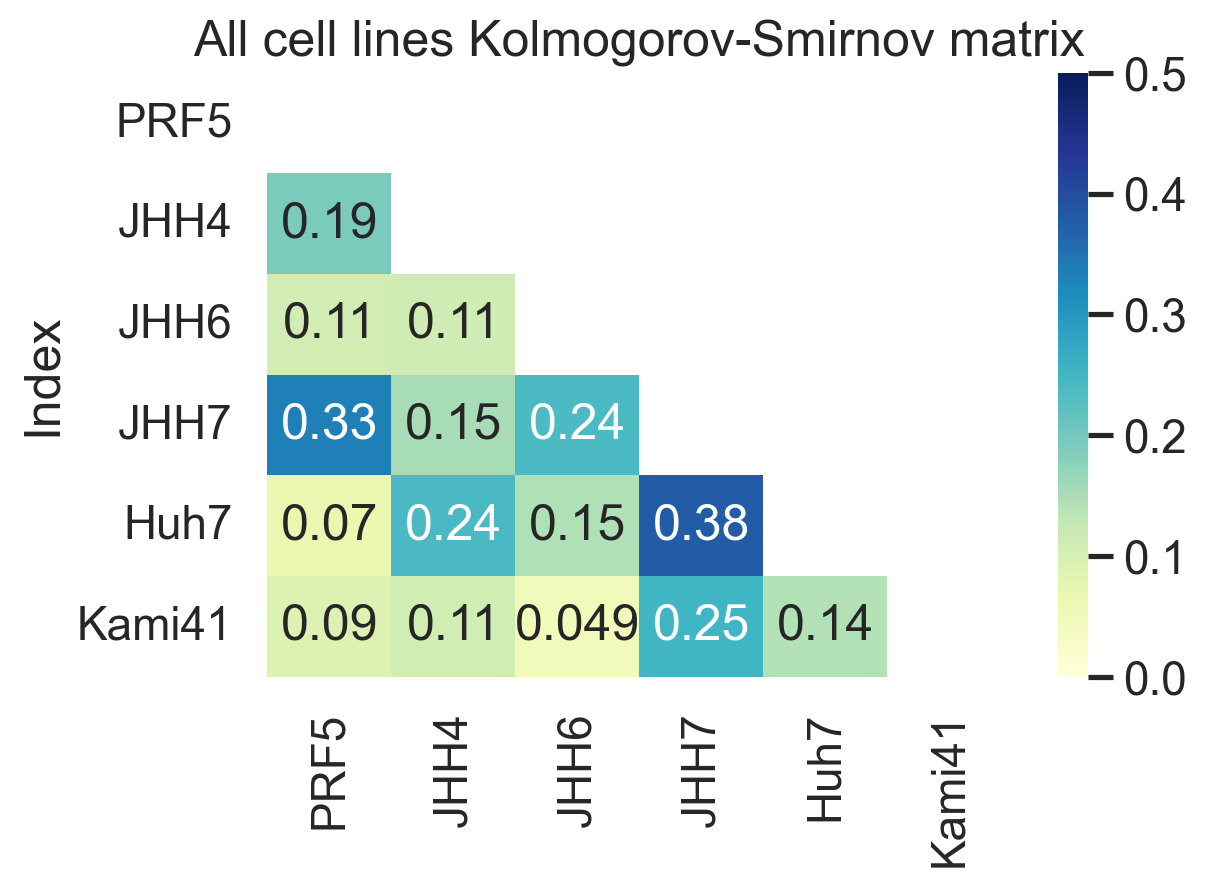 All cell lines Kolmogorov-Smirnov matrix
PRF5
JHH4 0.19
JHH6 0.11 0.11
JHH7 0.33 0.15 0.24
Huh7 0.07 0.24 0.15 0.38
Kami41 0.09 0.11 0.049 0.25 0.14
Index
PRF5 JHH4 JHH6 JHH7 Huh7 Kami41
0.5
0.4
0.3
0.2
0.1
0.0